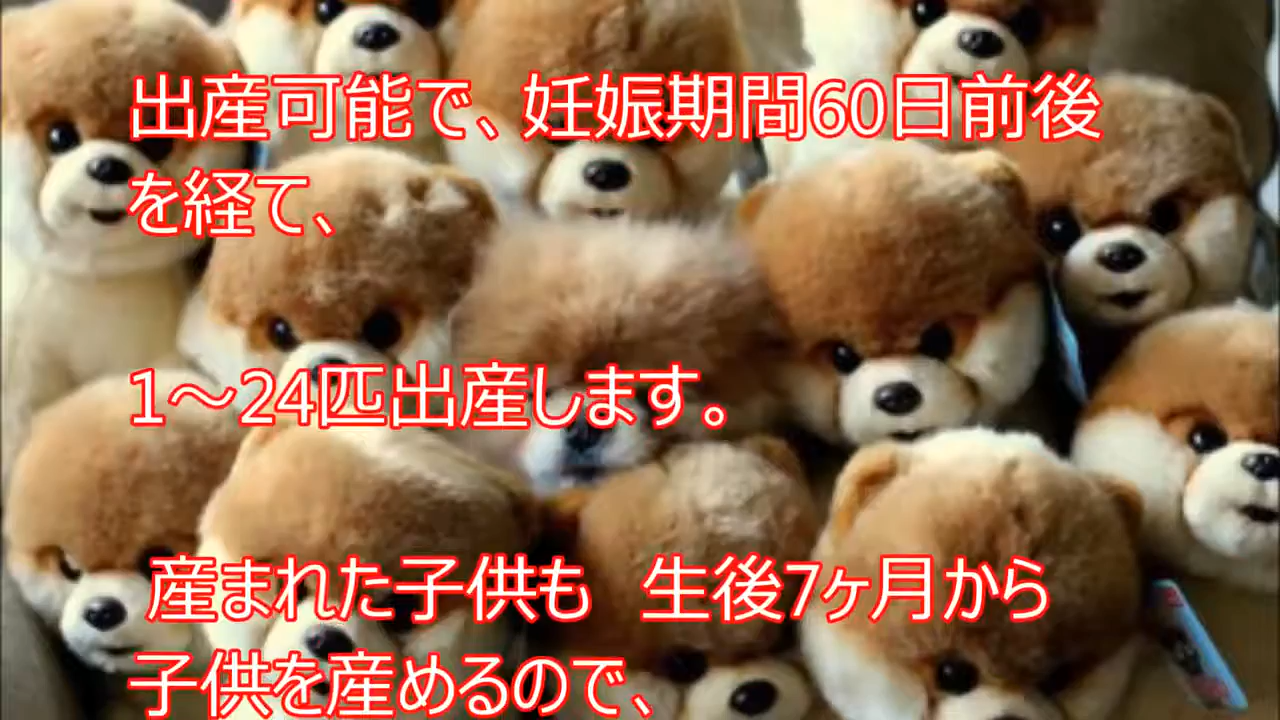 出産可能で、妊娠期間60日前後
を経て、
1～24匹出産します。
産まれた子供も　生後7ヶ月から
子供を産めるので、